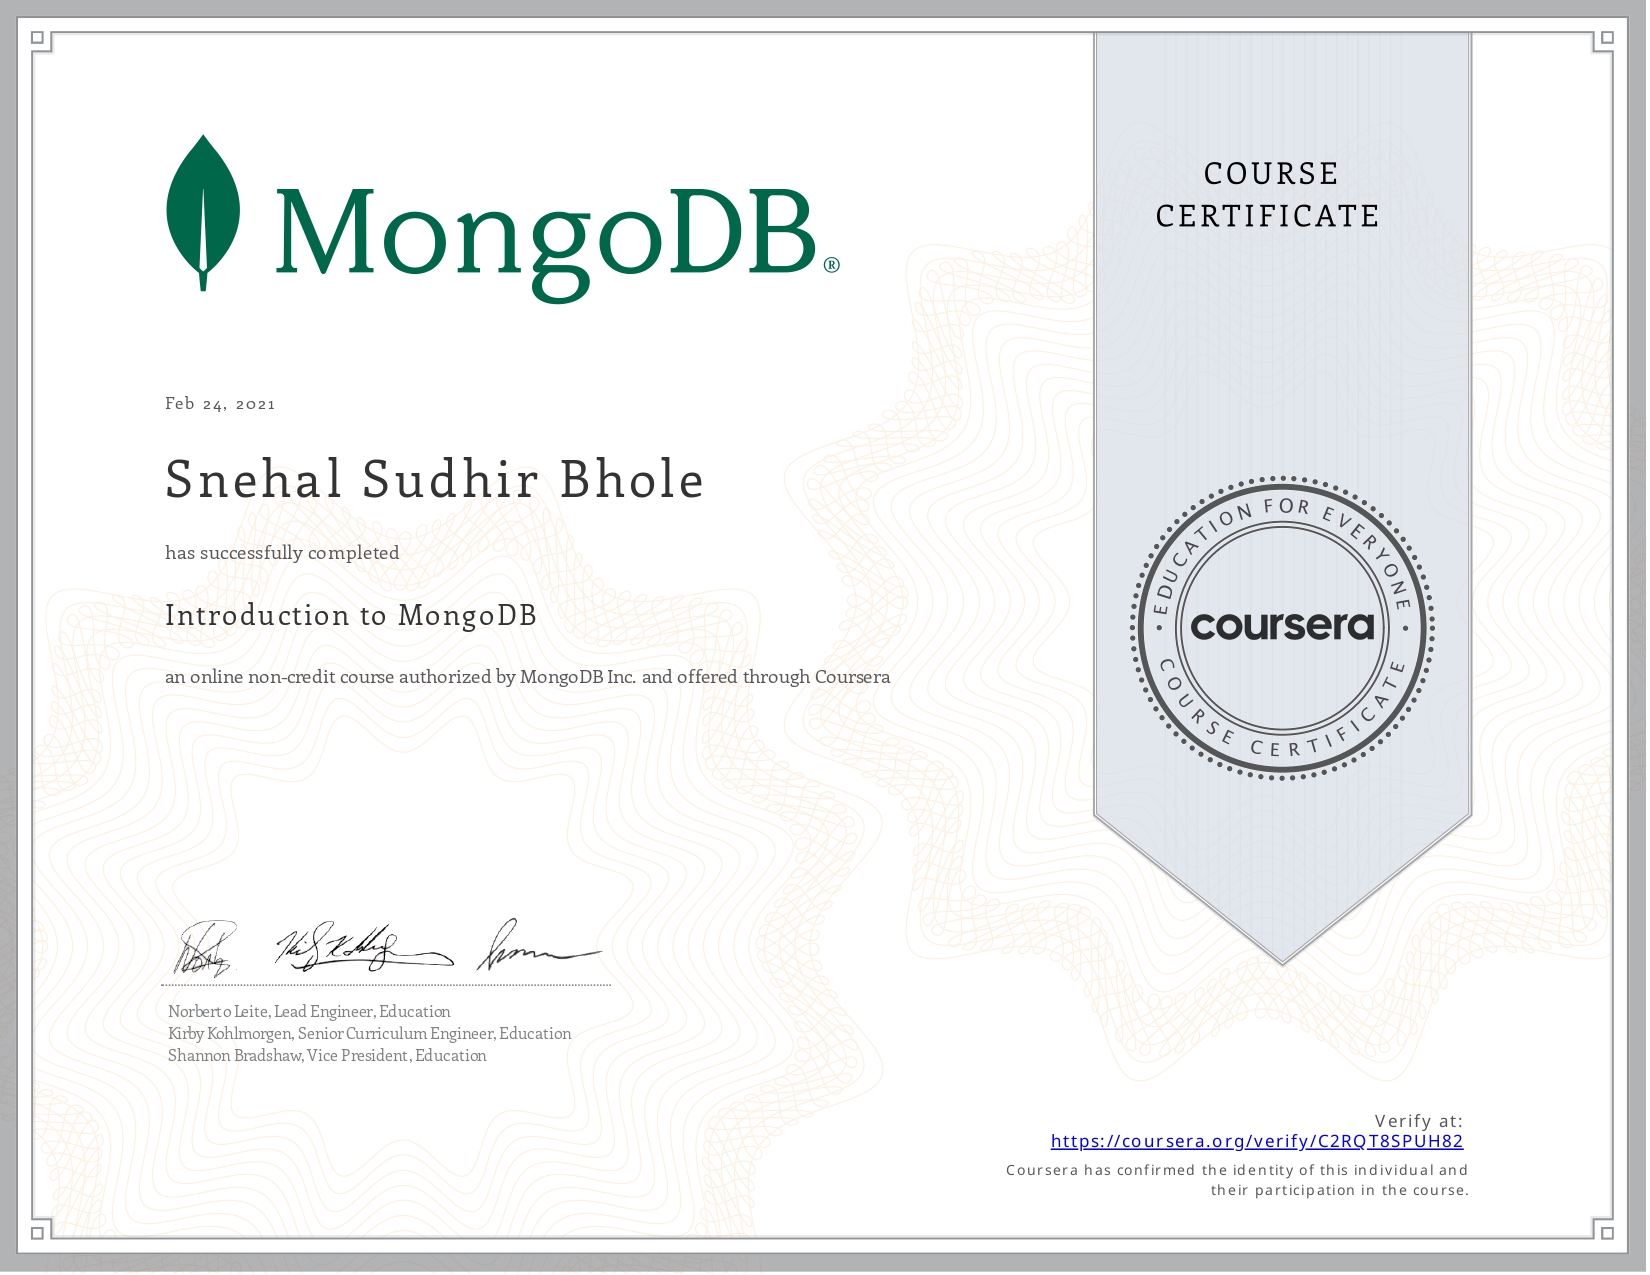 MongoDB®
COURSE
CERTIFICATE
Feb 24, 2021
Snehal Sudhir Bhole
has successfully completed
Introduction to MongoDB
an online non-credit course authorized by MongoDB Inc. and offered through Coursera
EDUCATION FOR EVERYONE
coursera
COURSE CERTIFICATE
Norberto Leite, Lead Engineer, Education
Kirby Kohlmorgen, Senior Curriculum Engineer, Education
Shannon Bradshaw, Vice President, Education
Verify at:
https://coursera.org/verify/C2RQT8SPUH82
Coursera has confirmed the identity of this individual and
their participation in the course.